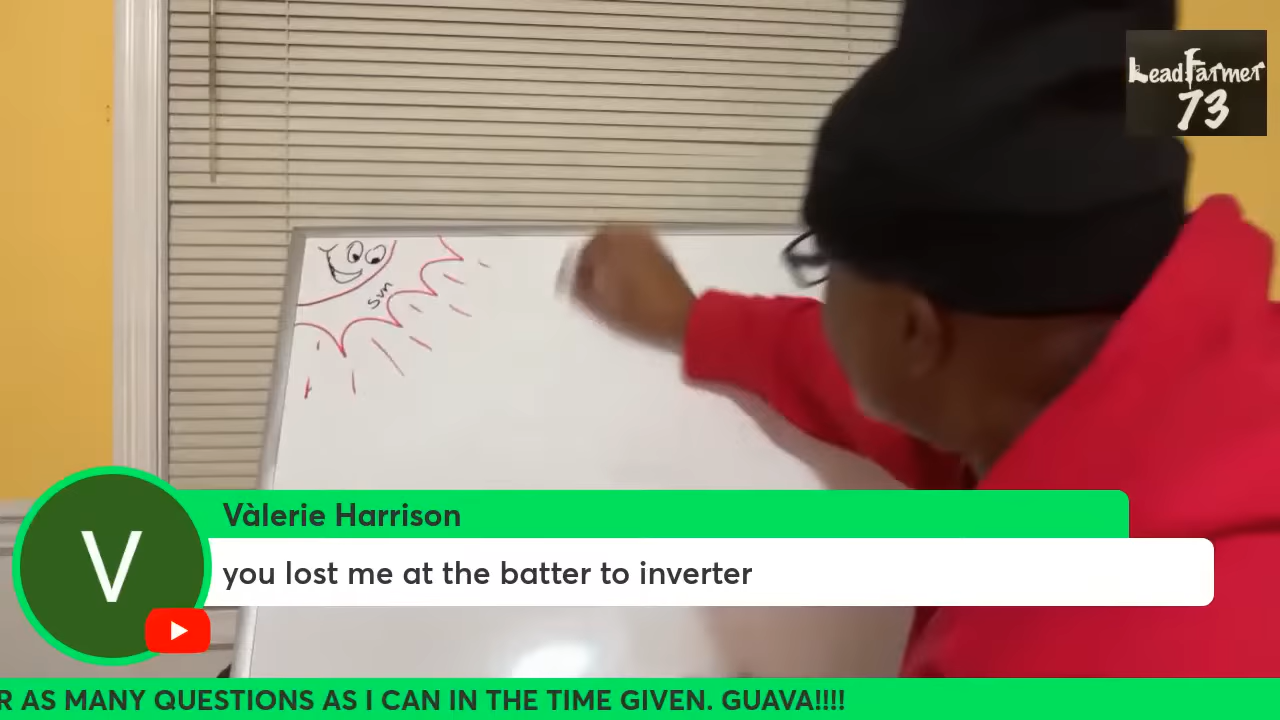 LeadFarmer
73
Sun
Vàlerie Harrison
V
you lost me at the batter to inverter
R AS MANY QUESTIONS AS I CAN IN THE TIME GIVEN. GUAVA!!!!